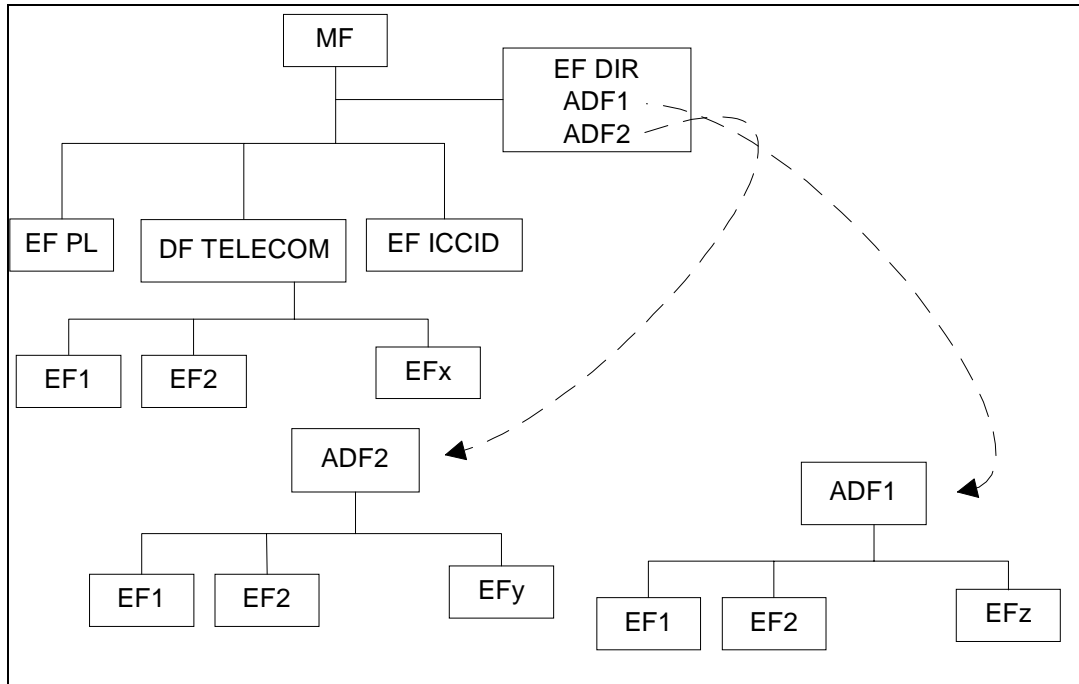 MF
EF DIR
ADF1
ADF2
EF PL
DF TELECOM
EF ICCID
EF1
EF2
EFx
ADF2
ADF1
EF1
EF2
EFy
EF1
EF2
EFz